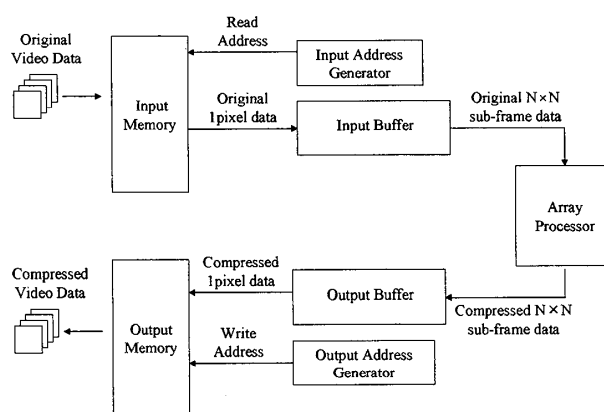 Original
Video Data
Read
Address
Input Address
Generator
Input
Memory
Original
1pixel data
Input Buffer
Original N×N
sub-frame data
Array
Processor
Compressed
Video Data
Output
Memory
Compressed
1pixel data
Output Buffer
Compressed N×N
sub-frame data
Write
Address
Output Address
Generator